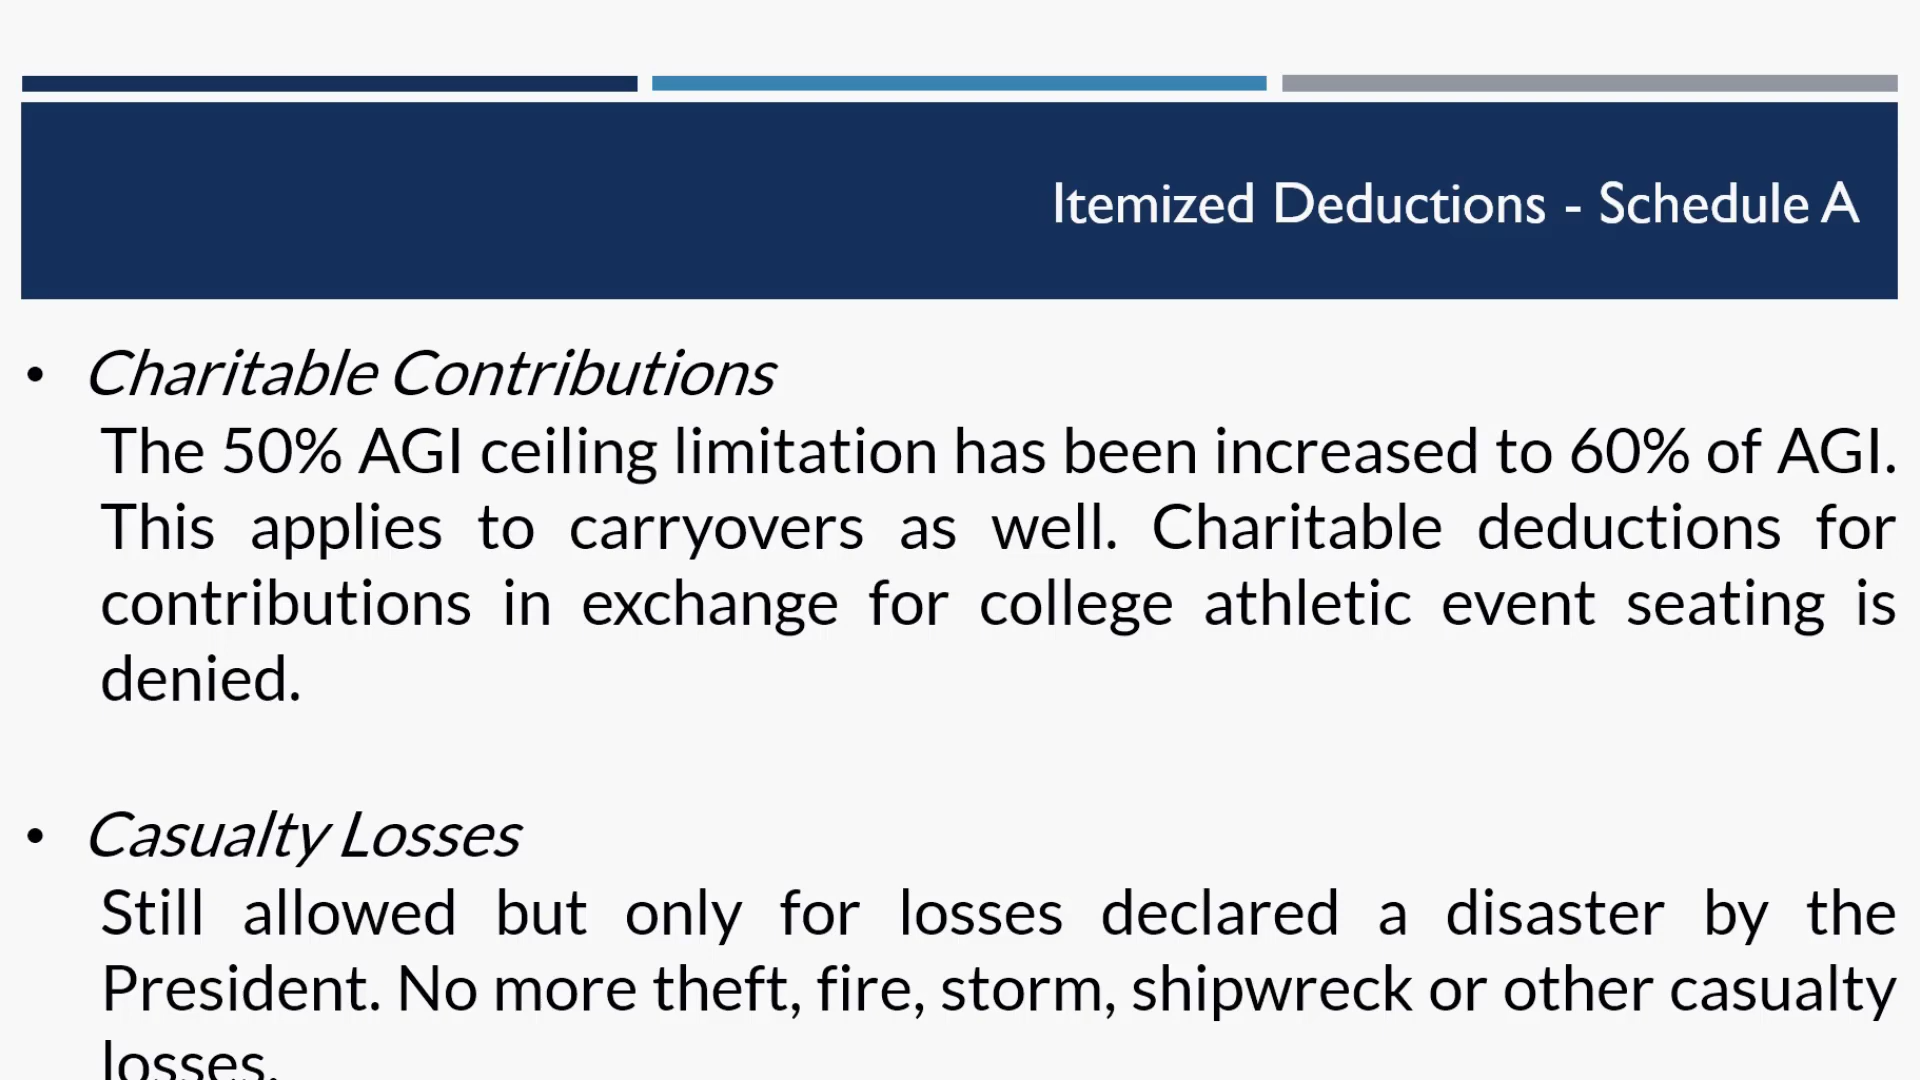 Itemized Deductions - Schedule A
• Charitable Contributions
The 50% AGI ceiling limitation has been increased to 60% of AGI.
This applies to carryovers as well. Charitable deductions for
contributions in exchange for college athletic event seating is
denied.
• Casualty Losses
Still allowed but only for losses declared a disaster by the
President. No more theft, fire, storm, shipwreck or other casualty
losses.